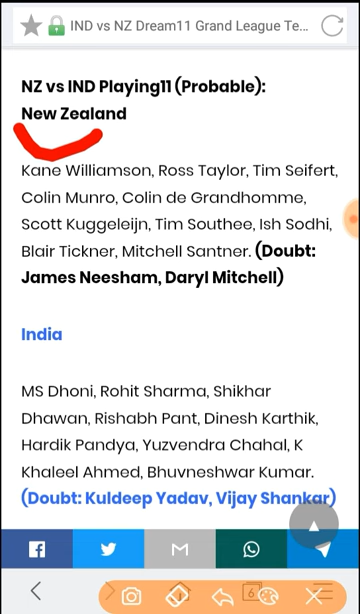 IND vs NZ Dream11 Grand League Te...
NZ vs IND Playing11 (Probable):
New Zealand
Kane Williamson, Ross Taylor, Tim Seifert,
Colin Munro, Colin de Grandhomme,
Scott Kuggeleijn, Tim Southee, Ish Sodhi,
Blair Tickner, Mitchell Santner. (Doubt:
James Neesham, Daryl Mitchell)
India
MS Dhoni, Rohit Sharma, Shikhar
Dhawan, Rishabh Pant, Dinesh Karthik,
Hardik Pandya, Yuzvendra Chahal, K
Khaleel Ahmed, Bhuvneshwar Kumar.
(Doubt: Kuldeep Yadav, Vijay Shankar)
6